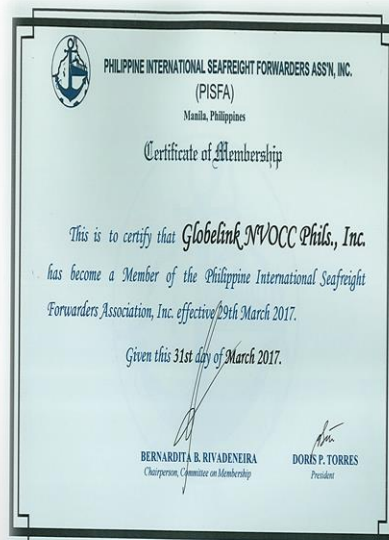 PHILIPPINE INTERNATIONAL SEAFREIGHT FORWARDERS ASS'N, INC.
(PISFA)
Manila, Philippines
Certificate of Membership
This is to certify that Globelink NVOCC Phils., Inc.
has become a Member of the Philippine International Seafreight
Forwarders Association, Inc. effective 29th March 2017.
Given this 31st day of March 2017.
BERNARDITA B. RIVADENEIRA
Chairperson, Committee on Membership
DORIS P. TORRES
President